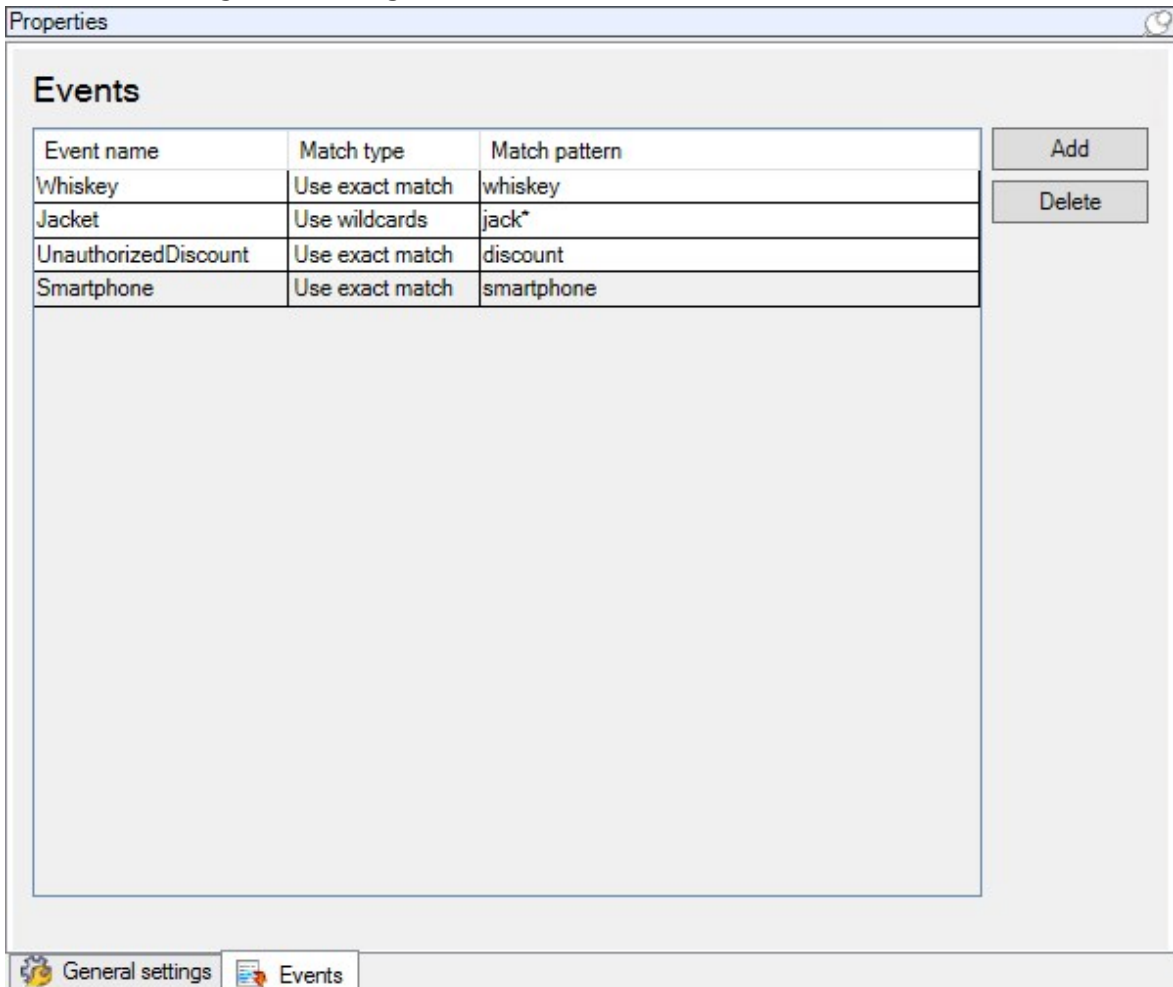 Properties
Events
Event name Match type Match pattern Add
Whiskey Use exact match whiskey
Delete
Jacket Use wildcards jack*
UnauthorizedDiscount Use exact match discount
Smartphone Use exact match smartphone
General settings Events